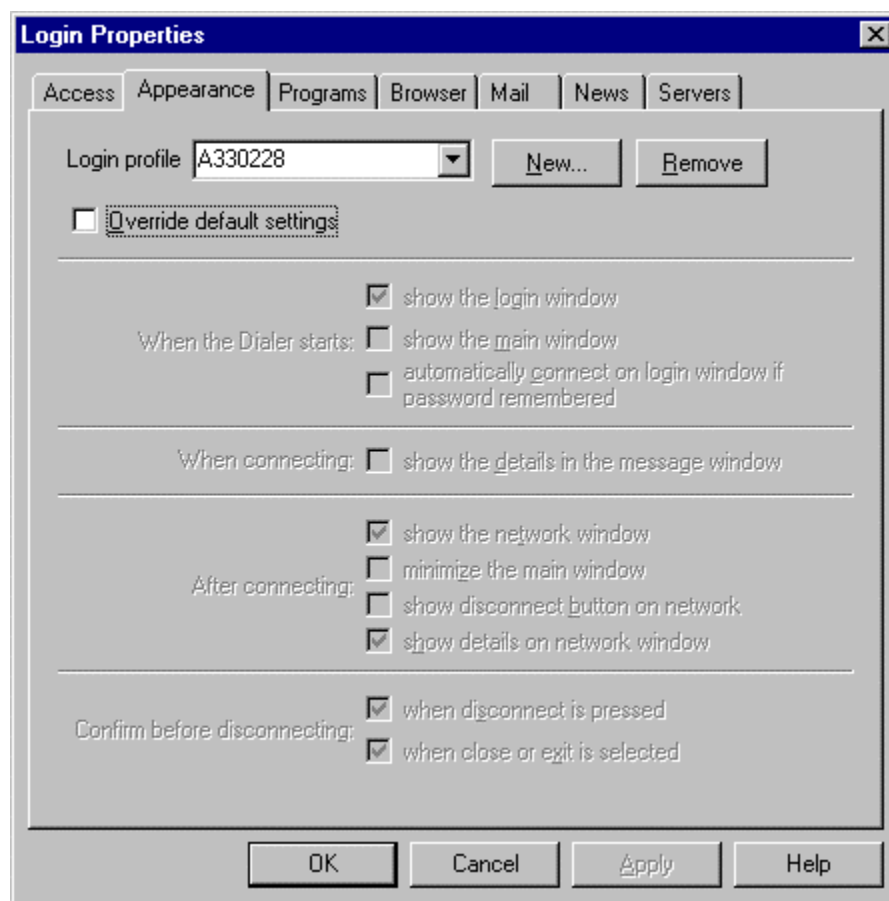 Login Properties
Access Appearance Programs Browser Mail News Servers
Login profile A330228 New... Remove
Override default settings
show the login window
When the Dialer starts: show the main window
automatically connect on login window if
password remembered
When connecting: show the details in the message window
show the network window
minimize the main window
After connecting:
show disconnect button on network
show details on network window
when disconnect is pressed
Confirm before disconnecting:
when close or exit is selected
OK Cancel Apply Help